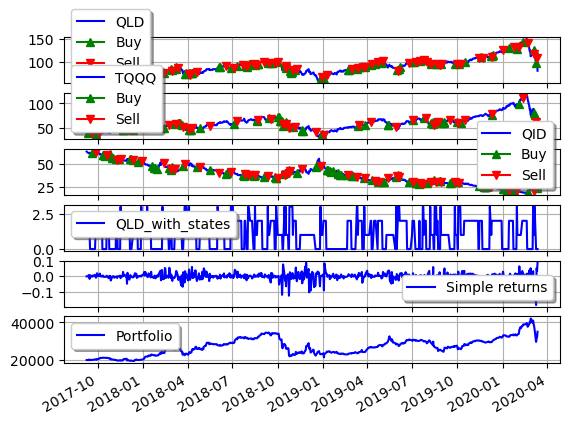 QLD
Buy
Sell
150
100
TQQQ
Buy
Sell
100
50
QID
Buy
Sell
50
25
QLD_with_states
2.5
0.0
Simple returns
0.1
0.0
−0.1
Portfolio
40000
20000
2017-10
2018-01
2018-04
2018-07
2018-10
2019-01
2019-04
2019-07
2019-10
2020-01
2020-04